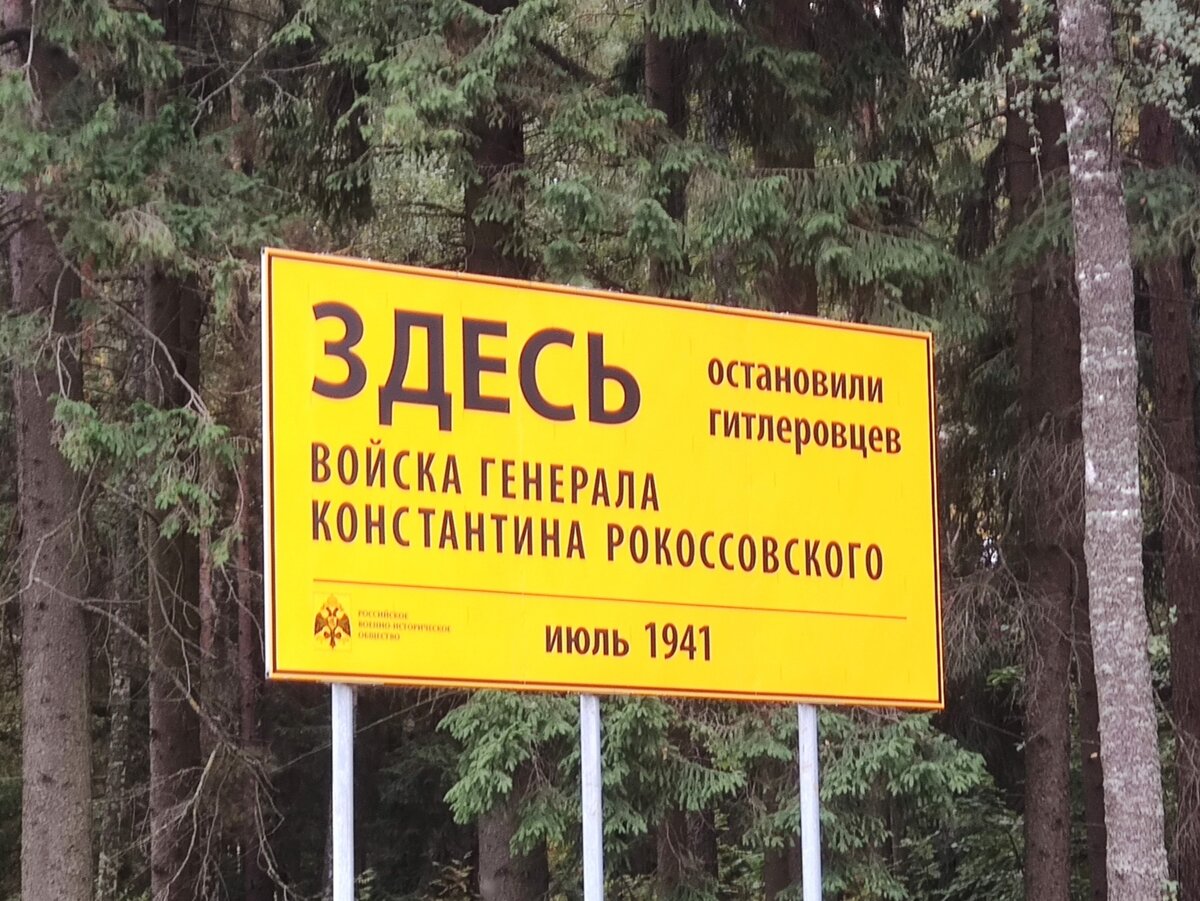 ЗДЕСЬ
остановили
гитлеровцев
ВОЙСКА ГЕНЕРАЛА
КОНСТАНТИНА РОКОССОВСКОГО
РОССИЙСКОЕ
ВОЕННО-ИСТОРИЧЕСКОЕ
ОБЩЕСТВО
июль 1941